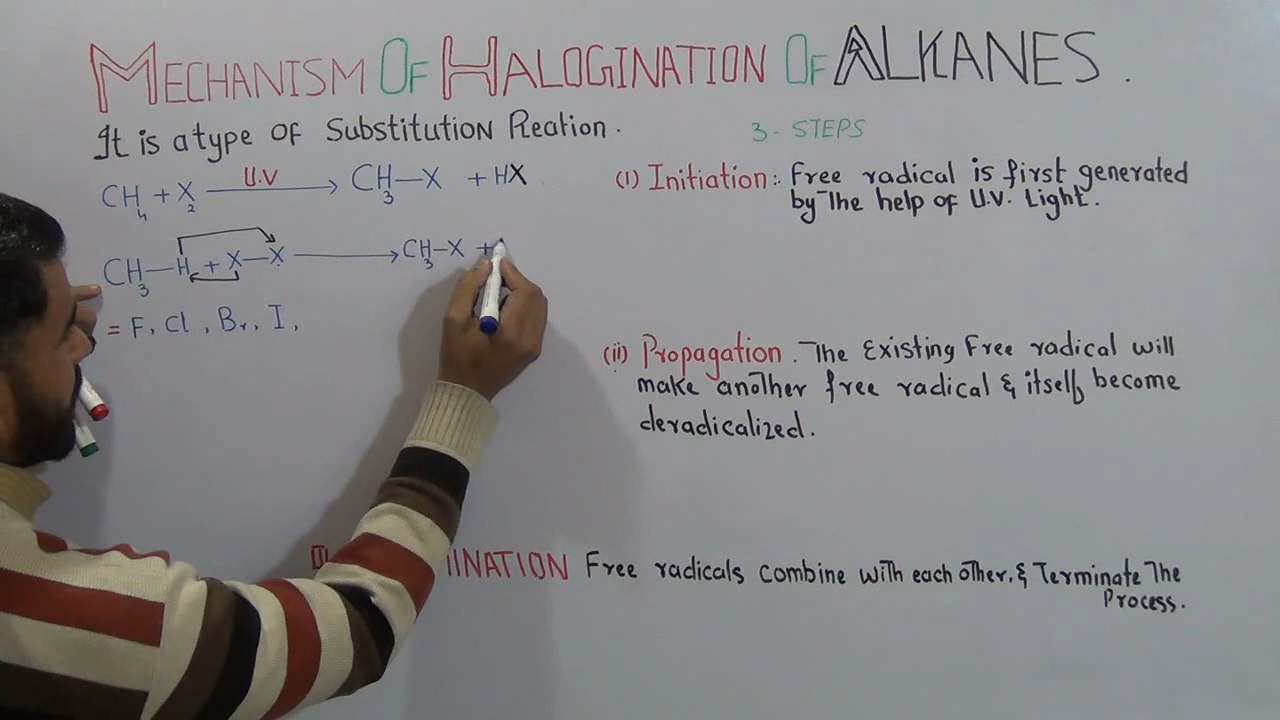 MECHANISM OF HALOGINATION OF ALKANES.
It is a type OF Substitution Reation.
3- STEPS
CH4 + X2 U.V → CH3—X + HX
CH3—H + X—X → CH3—X +
= F, Cl, Br, I,
(i) Initiation:. Free radical is first generated
by The help of U.V. Light.
(ii) Propagation. The Existing Free radical will
make another free radical & itself become
deradicalized.
Free radicals combine with each other, & Terminate The
Process.